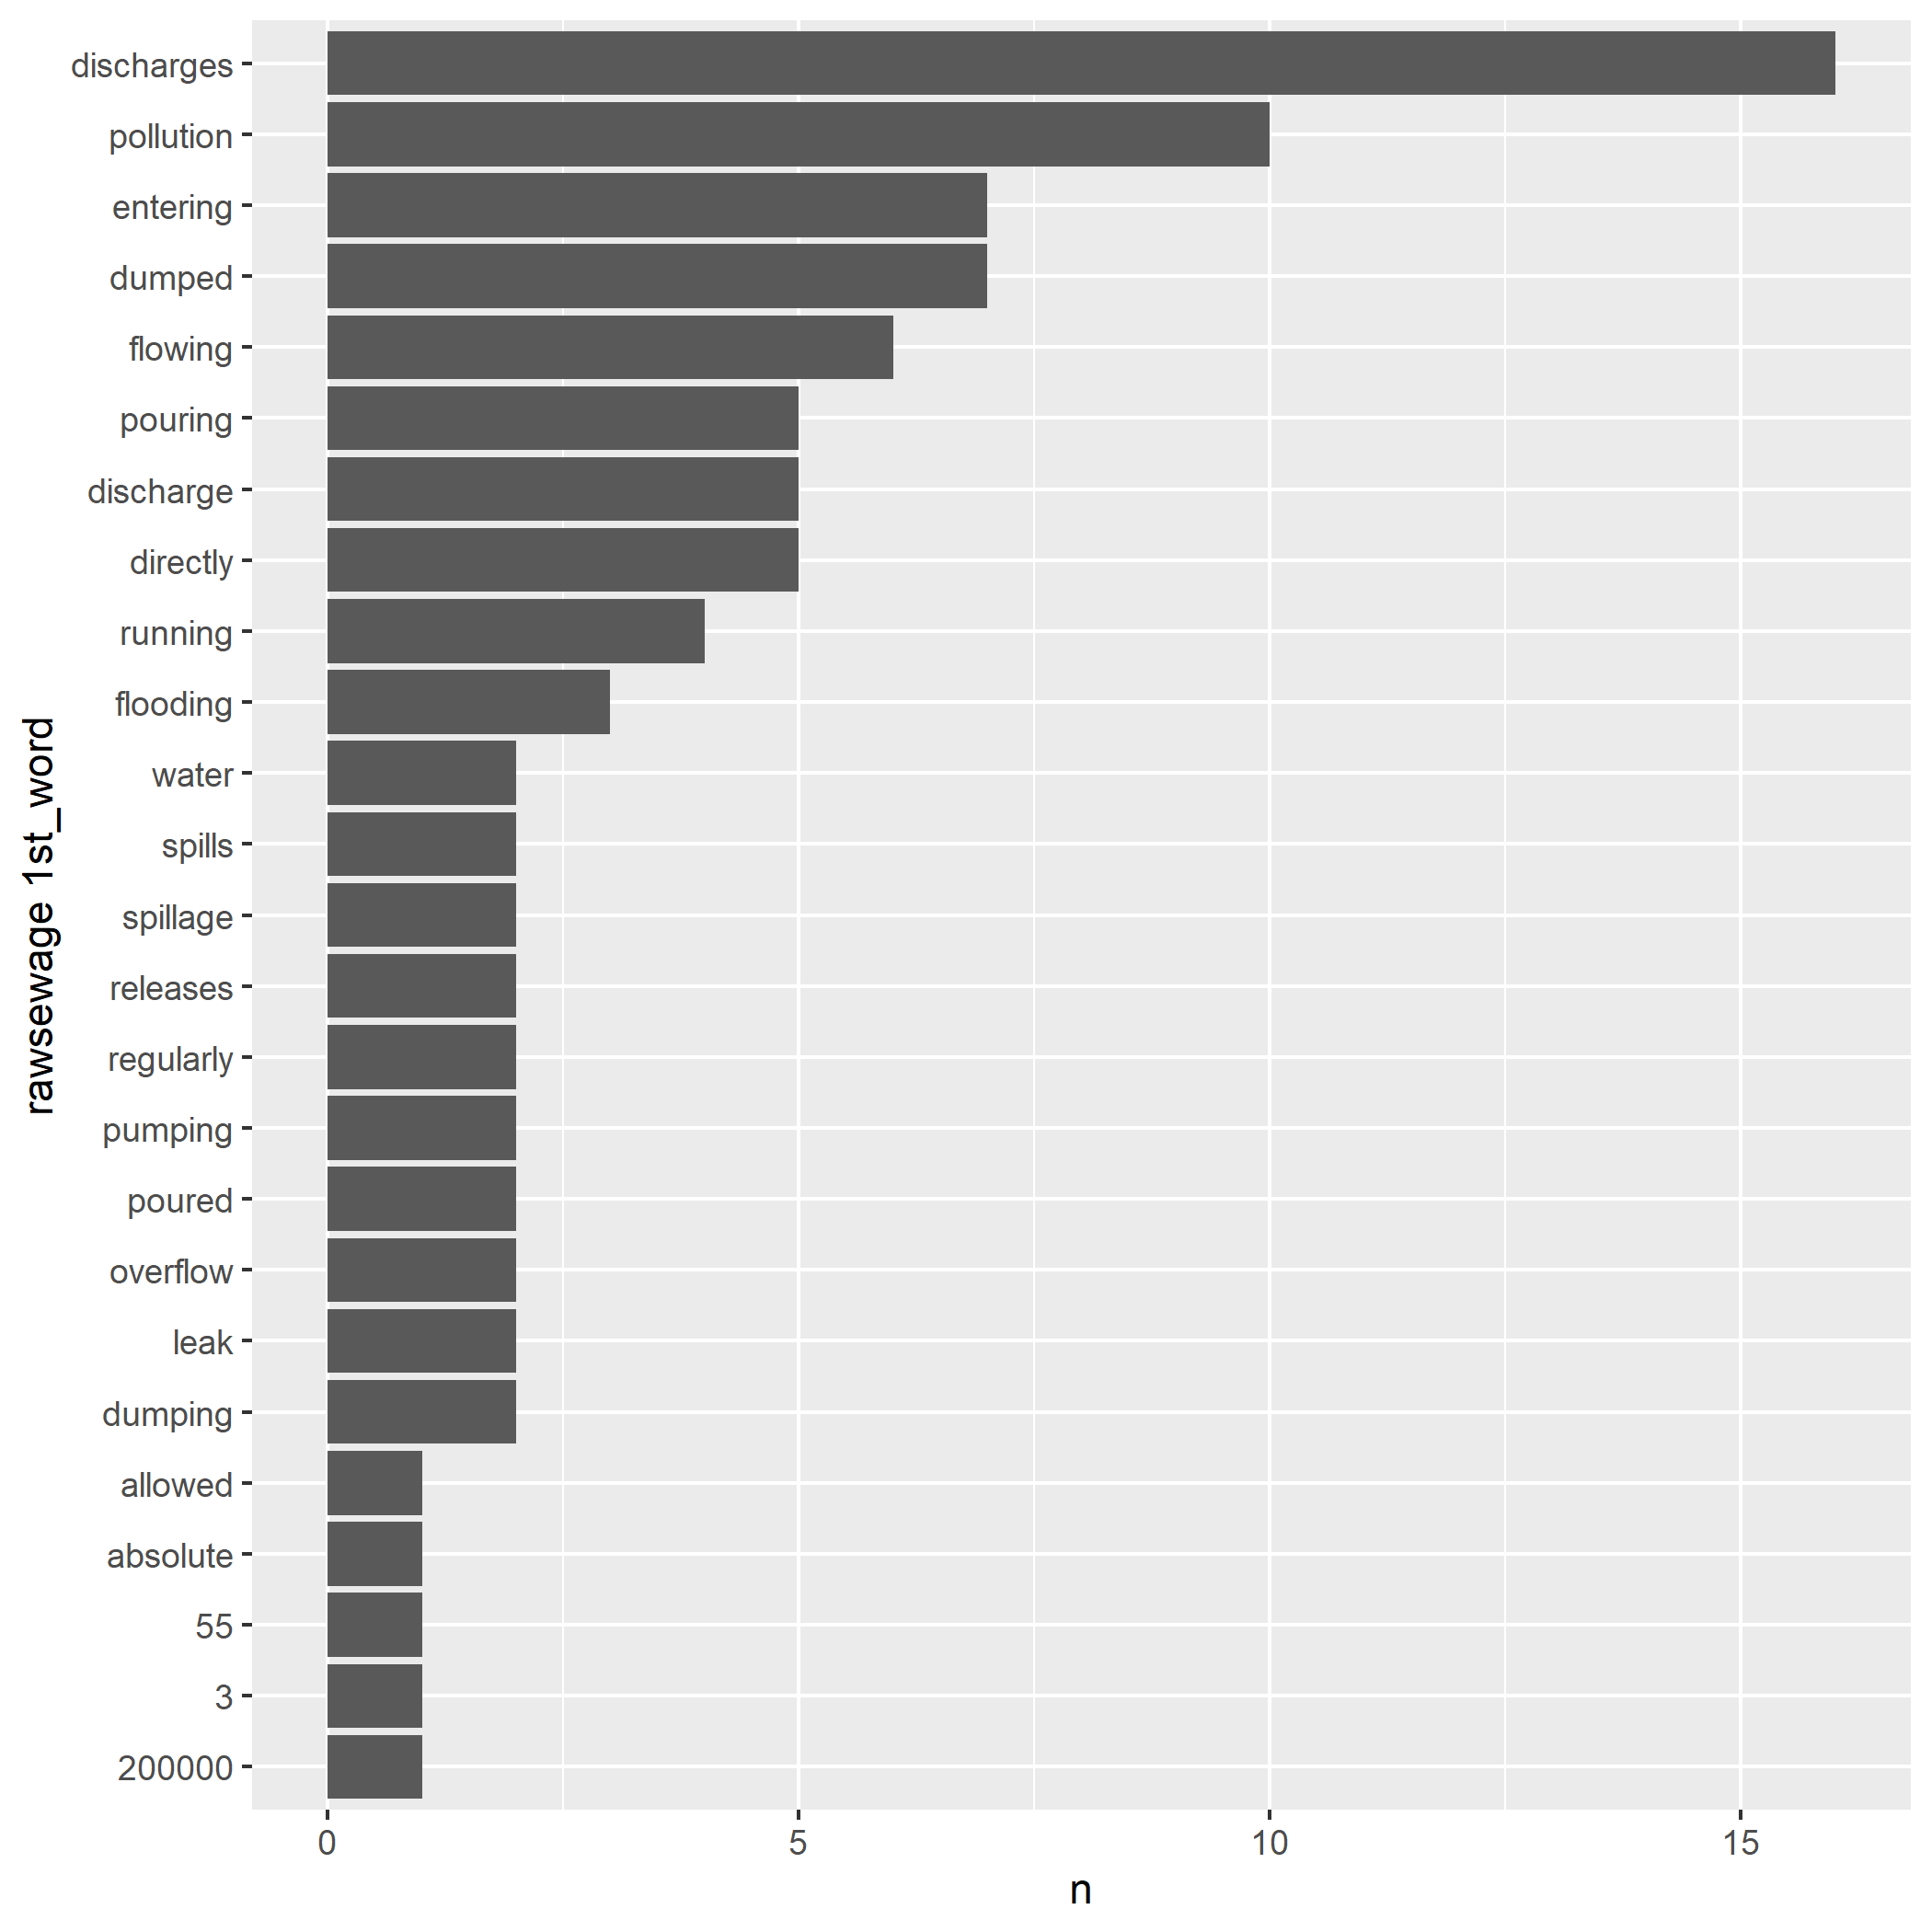 discharges
pollution
entering
dumped
flowing
pouring
discharge
directly
running
flooding
water
spills
spillage
releases
regularly
pumping
poured
overflow
leak
dumping
allowed
absolute
55
3
200000
rawsewage 1st_word
0 5 10 15
n